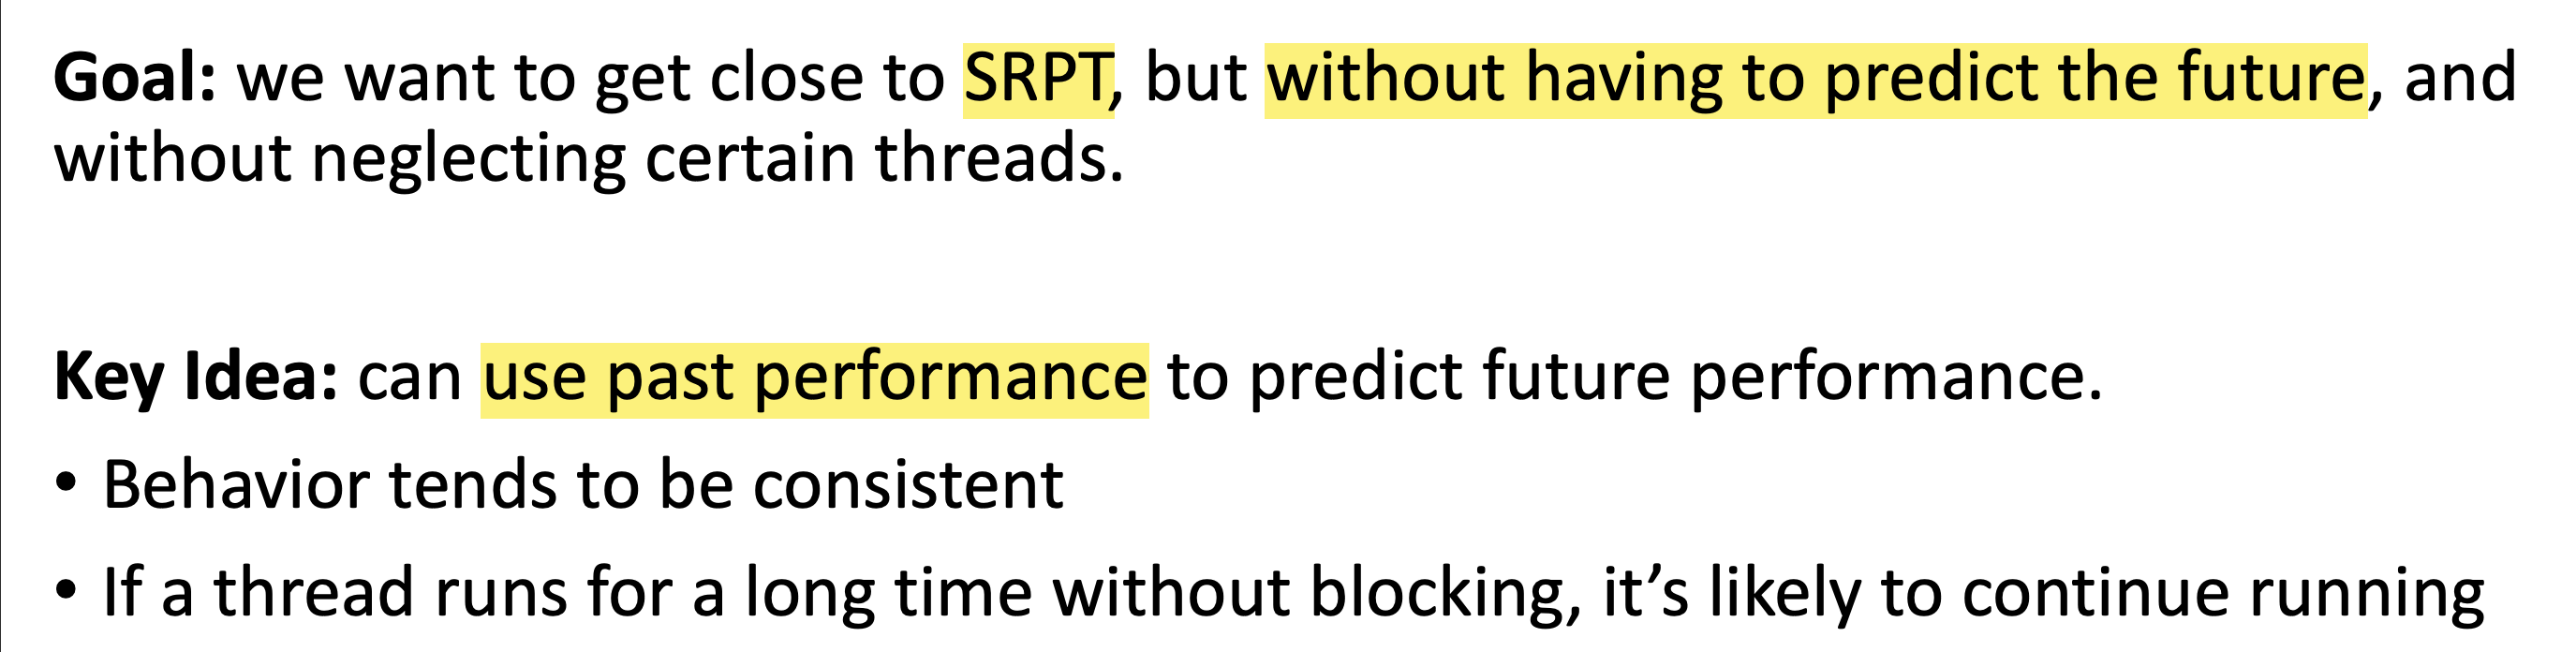 Goal: we want to get close to SRPT, but without having to predict the future, and
without neglecting certain threads.
Key Idea: can use past performance to predict future performance.
• Behavior tends to be consistent
• If a thread runs for a long time without blocking, it’s likely to continue running